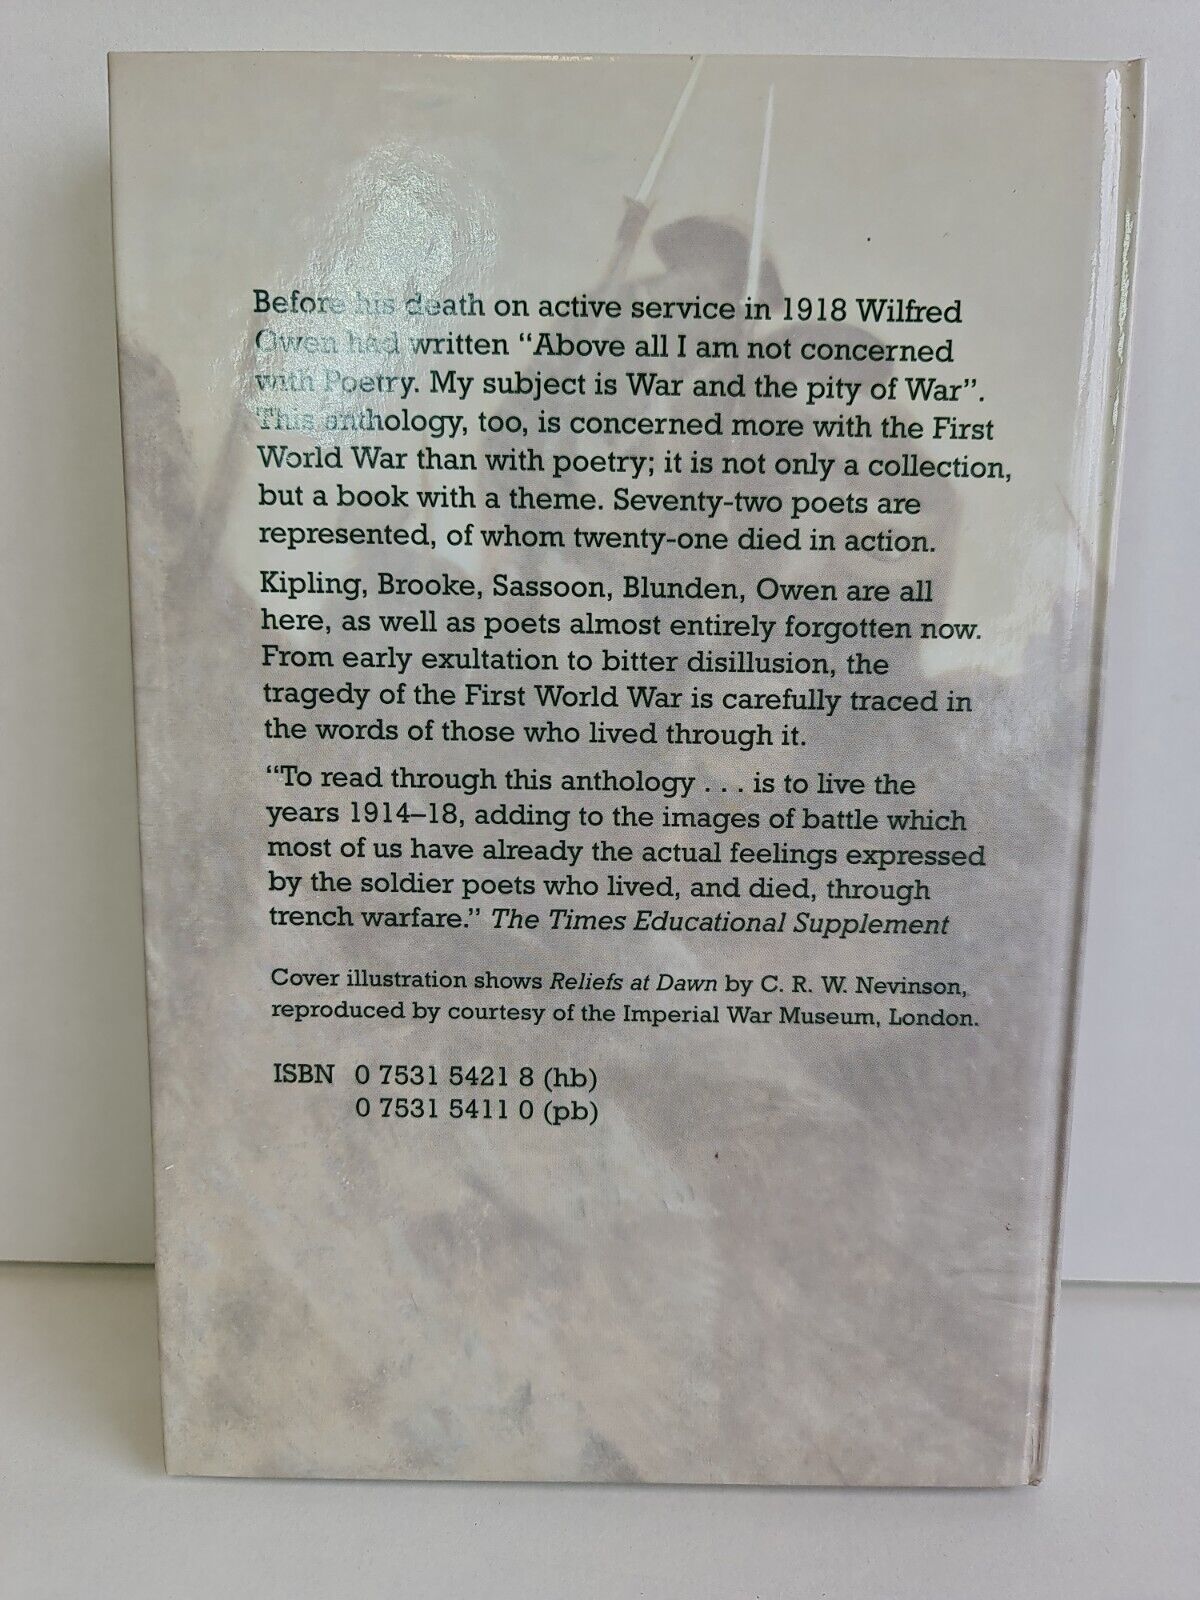 Before his death on active service in 1918 Wilfred
Owen had written “Above all I am not concerned
with Poetry. My subject is War and the pity of War”.
This anthology, too, is concerned more with the First
World War than with poetry; it is not only a collection,
but a book with a theme. Seventy-two poets are
represented, of whom twenty-one died in action.
Kipling, Brooke, Sassoon, Blunden, Owen are all
here, as well as poets almost entirely forgotten now.
From early exultation to bitter disillusion, the
tragedy of the First World War is carefully traced in
the words of those who lived through it.
“To read through this anthology . . . is to live the
years 1914–18, adding to the images of battle which
most of us have already the actual feelings expressed
by the soldier poets who lived, and died, through
trench warfare.” The Times Educational Supplement
Cover illustration shows Reliefs at Dawn by C. R. W. Nevinson,
reproduced by courtesy of the Imperial War Museum, London.
ISBN 0 7531 5421 8 (hb)
0 7531 5411 0 (pb)